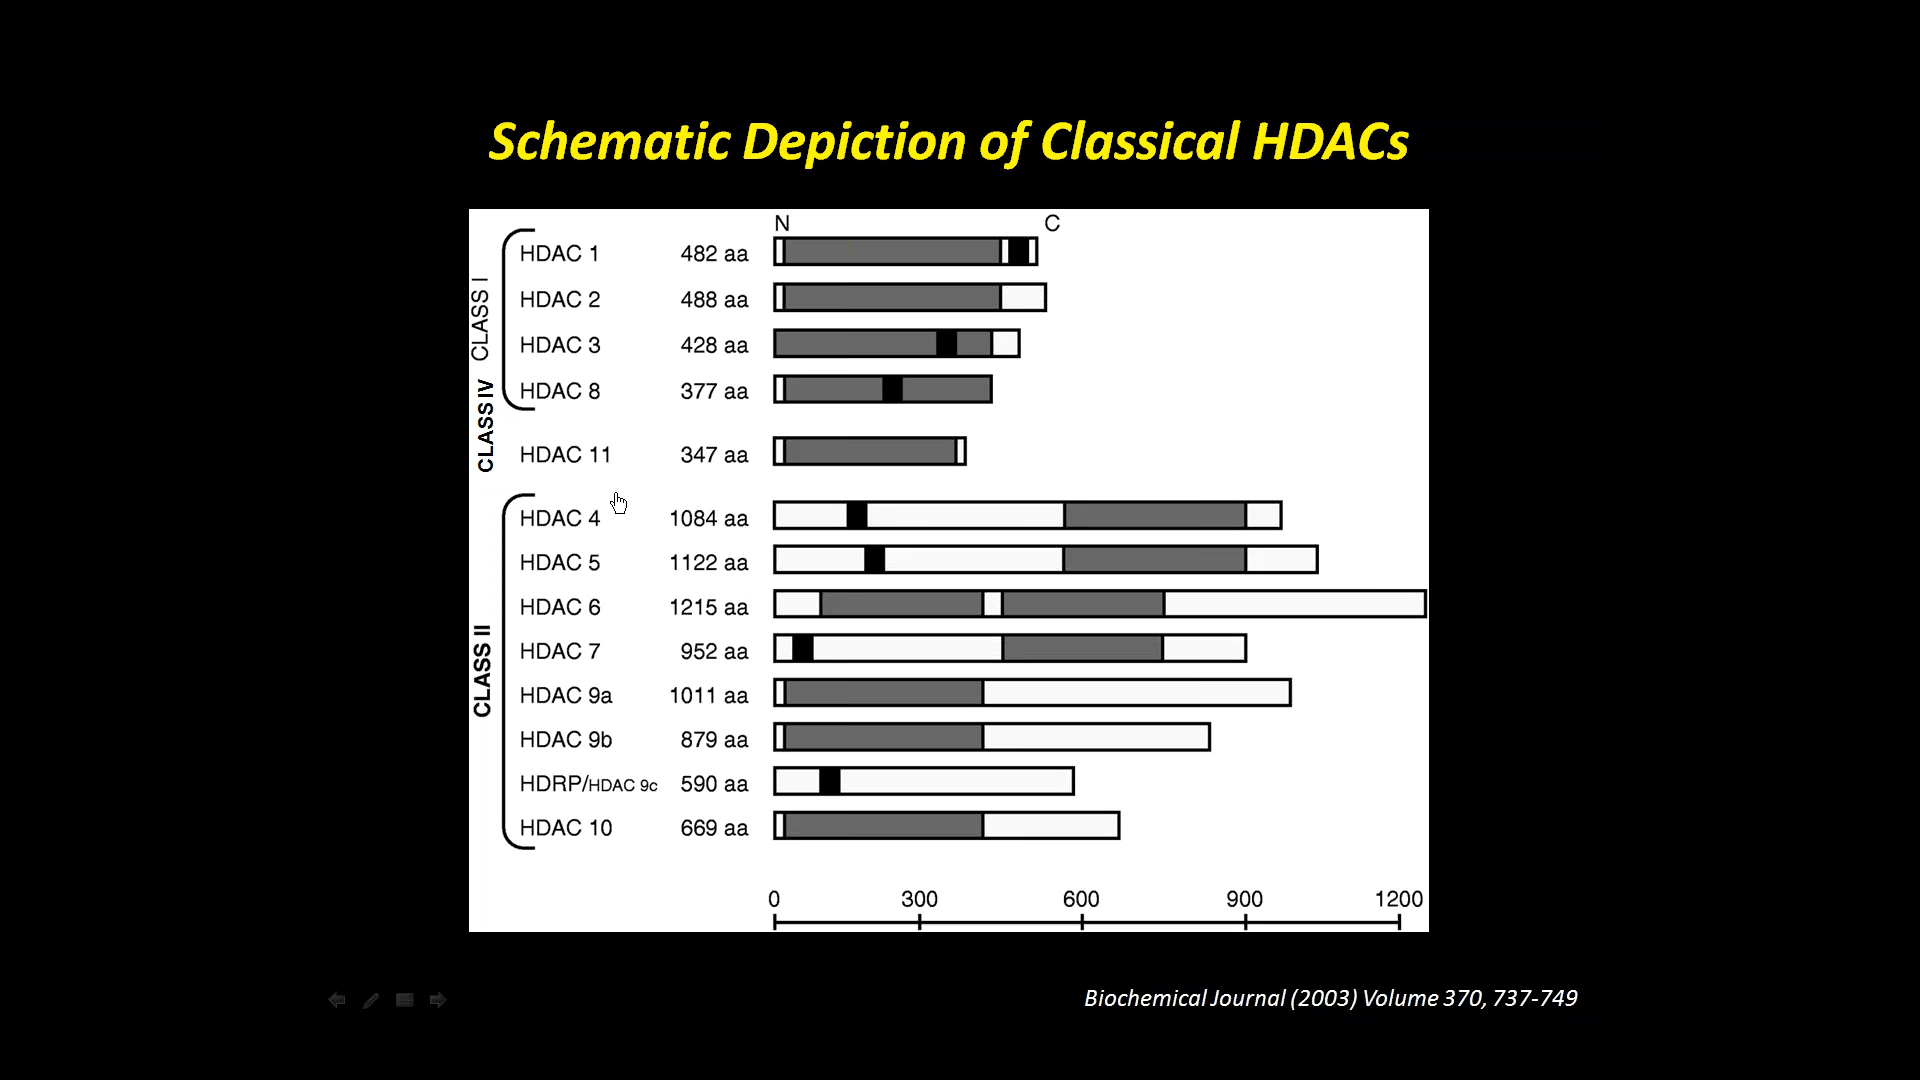 Schematic Depiction of Classical HDACs
N C
CLASS I
HDAC 1 482 aa
HDAC 2 488 aa
HDAC 3 428 aa
HDAC 8 377 aa
CLASS IV
HDAC 11 347 aa
CLASS II
HDAC 4 1084 aa
HDAC 5 1122 aa
HDAC 6 1215 aa
HDAC 7 952 aa
HDAC 9a 1011 aa
HDAC 9b 879 aa
HDRP/HDAC 9c 590 aa
HDAC 10 669 aa
0 300 600 900 1200
Biochemical Journal (2003) Volume 370, 737-749